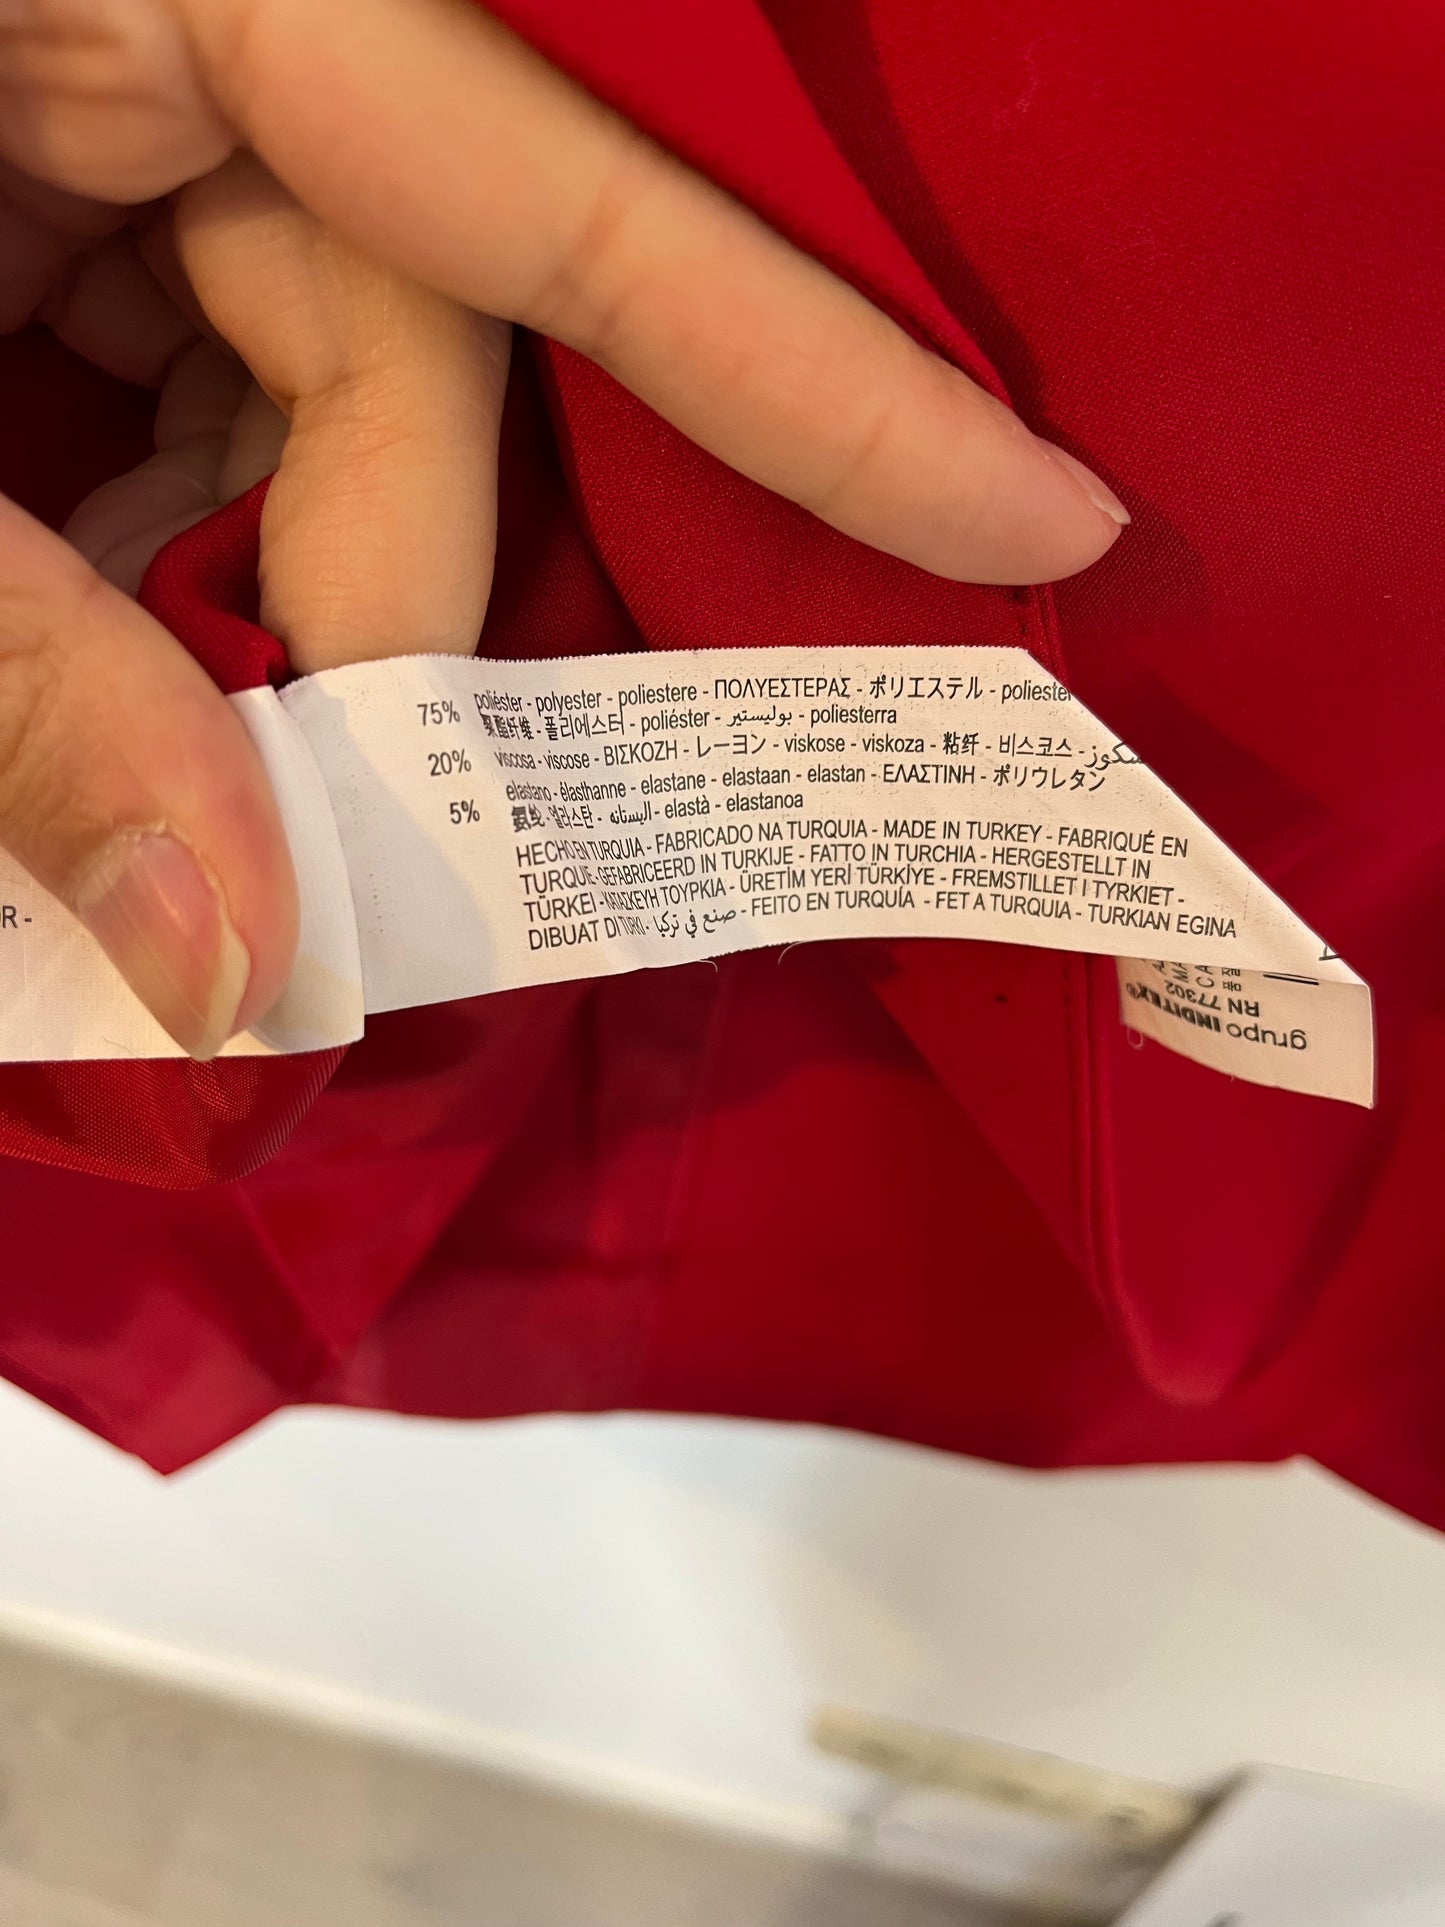 75% poliéster - polyester - poliestere - ΠΟΛΥΕΣΤΕΡΑΣ - ポリエステル - poliester
聚酯纤维 - 폴리에스터 - poliéster - بوليستير - poliesterra
20% viscosa - viscose - ΒΙΣΚΟΖΗ - レーヨン - viskose - viskoza - 粘纤 - 비스코스 -
5% elastano - élasthanne - elastane - elastaan - elastan - ΕΛΑΣΤΙΝΗ - ポリウレタン
氨纶 - 엘라스탄 - اليستانه - elastà - elastanoa
HECHO EN TURQUIA - FABRICADO NA TURQUIA - MADE IN TURKEY - FABRIQUÉ EN
TURQUIE - GEFABRICEERD IN TURKIJE - FATTO IN TURCHIA - HERGESTELLT IN
TÜRKEI - ΚΑΤΑΣΚΕΥΗ ΤΟΥΡΚΙΑ - ÜRETİM YERİ TÜRKİYE - FREMSTILLET I TYRKIET -
DIBUAT DI TURKI - صنع في تركيا - FEITO EN TURQUÍA - FET A TURQUIA - TURKIAN EGINA
R -
grupo INDITEX®
RN 77302